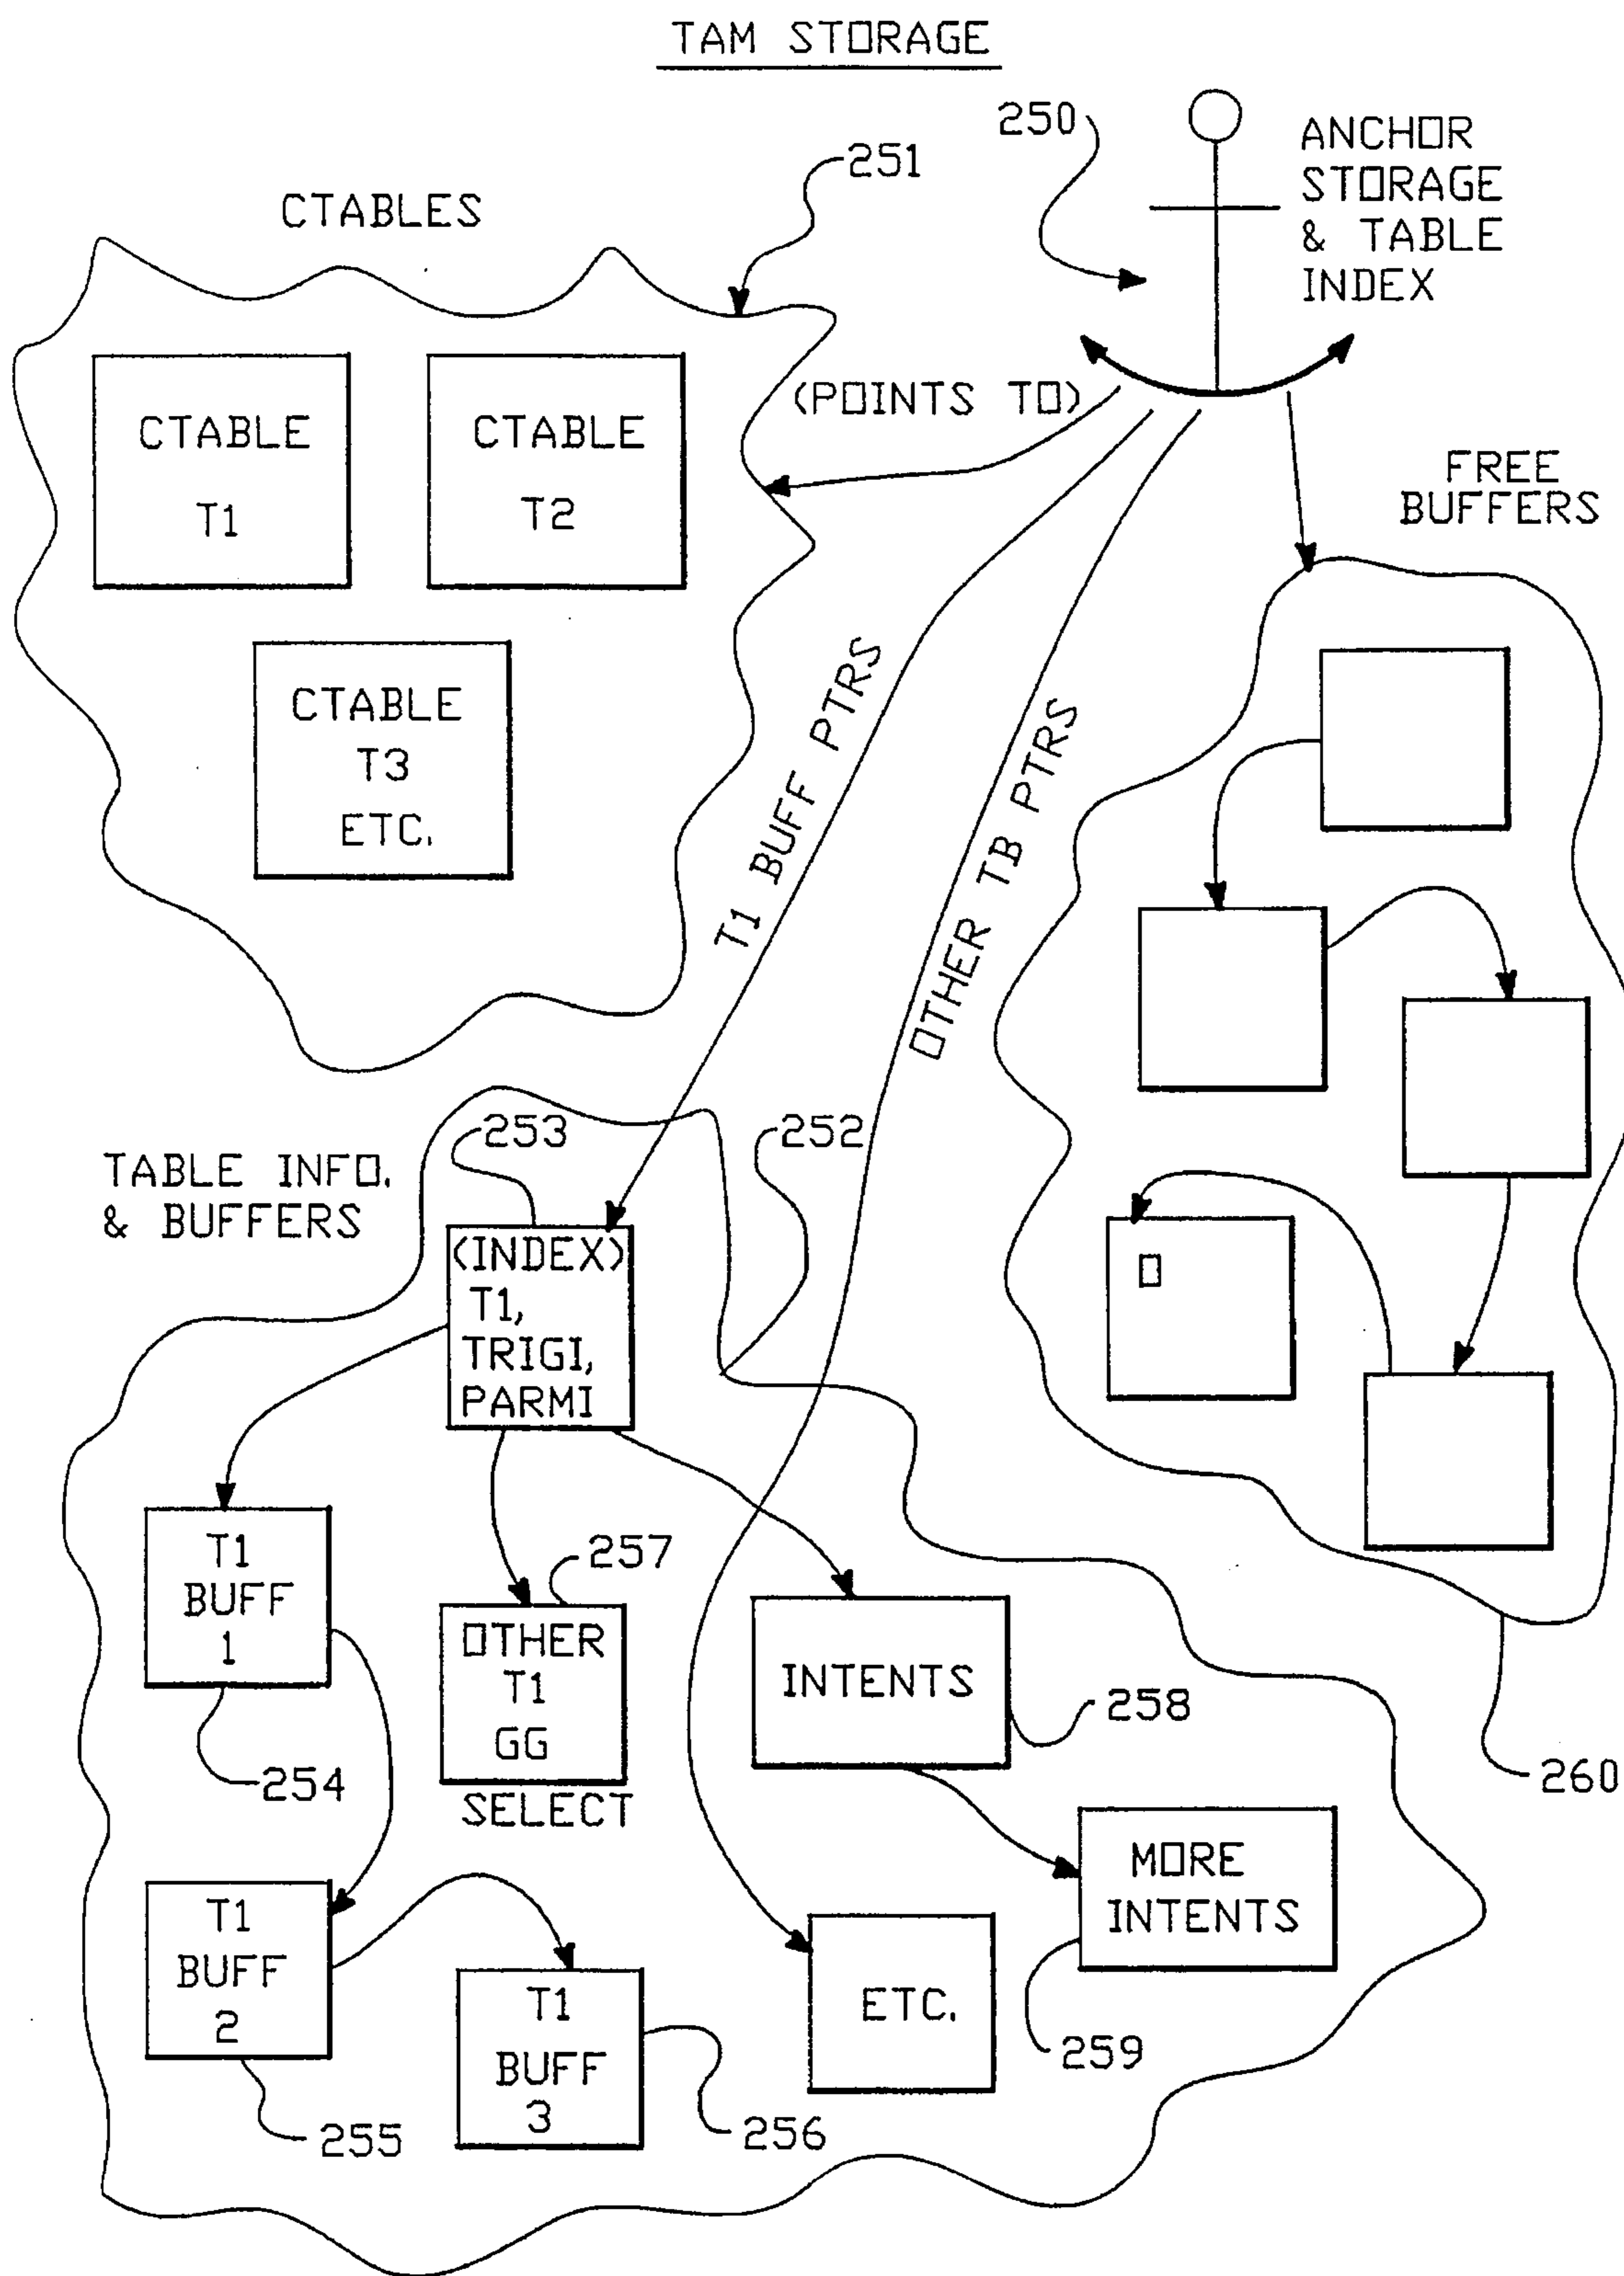 TAM STORAGE
250
ANCHOR
STORAGE
& TABLE
INDEX
251
CTABLES
CTABLE
T1
CTABLE
T2
CTABLE
T3
ETC.
(POINTS TO)
FREE
BUFFERS
T1 BUFF PTRS
OTHER TB PTRS
TABLE INFO.
& BUFFERS
253
252
(INDEX)
T1,
TRIGI,
PARMI
0
T1
BUFF
1
254
257
OTHER
T1
GG
SELECT
INTENTS
258
260
MORE
INTENTS
259
T1
BUFF
2
255
T1
BUFF
3
256
ETC.